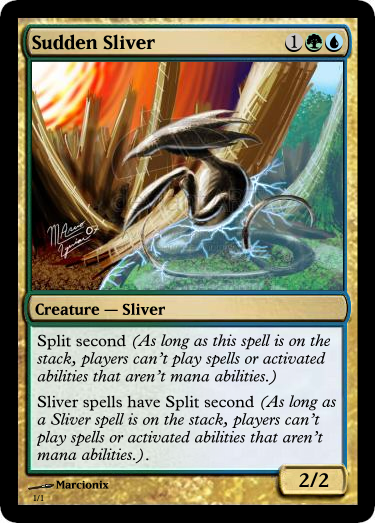 Sudden Sliver 1
Creature — Sliver
Split second (As long as this spell is on the
stack, players can't play spells or activated
abilities that aren't mana abilities.)
Sliver spells have Split second (As long as
a Sliver spell is on the stack, players can't
play spells or activated abilities that aren't
mana abilities.).
2/2
Marcionix
1/1